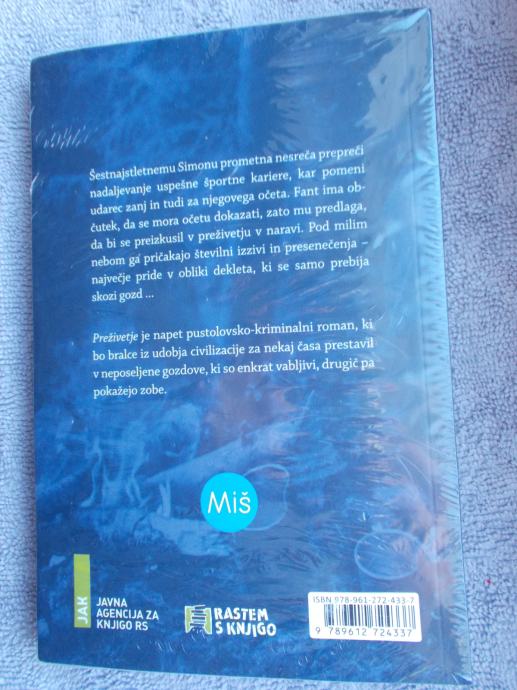 Šestnajstletnemu Simonu prometna nesreča prepreči
nadaljevanje uspešne športne kariere, kar pomeni
udarec zanj in tudi za njegovega očeta. Fant ima ob-
čutek, da se mora očetu dokazati, zato mu predlaga,
da bi se preizkusil v preživetju v naravi. Pod milim
nebom ga pričakajo številni izzivi in presenečenja –
največje pride v obliki dekleta, ki se samo prebija
skozi gozd ...
Preživetje je napet pustolovsko-kriminalni roman, ki
bo bralce iz udobja civilizacije za nekaj časa prestavil
v neposeljene gozdove, ki so enkrat vabljivi, drugič pa
pokažejo zobe.
Miš
JAK
JAVNA
AGENCIJA ZA
KNJIGO RS
RASTEM
S KNJIGO
ISBN 978-961-272-433-7
9 789612 724337